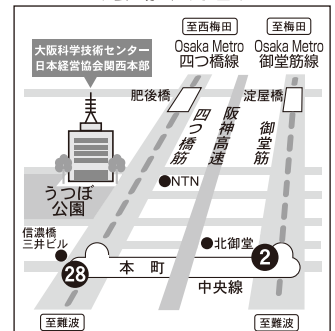 至西梅田
至梅田
Osaka Metro
四つ橋線
Osaka Metro
御堂筋線
大阪科学技術センター
日本経営協会関西本部
肥後橋
淀屋橋
四つ橋筋
阪神高速
御堂筋
うつぼ
公園
●NTN
信濃橋
三井ビル
●北御堂
28
本町
2
中央線
至難波
至難波